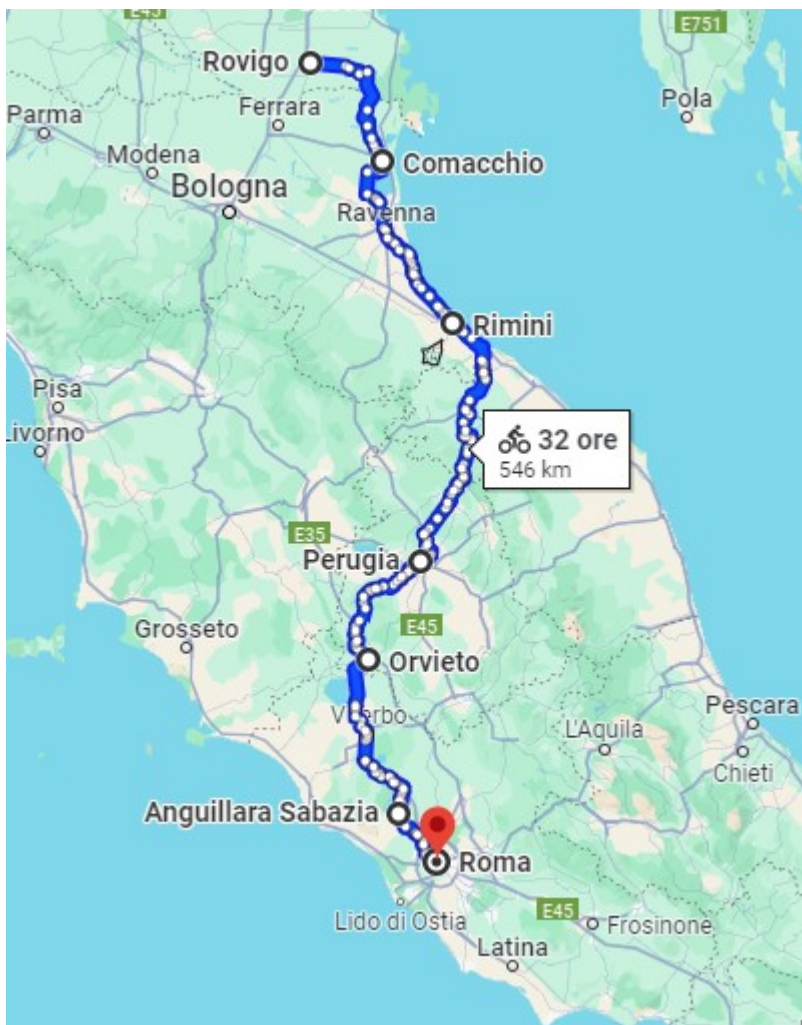 E45
E751
Rovigo
Pola
Ferrara
Parma
Modena
Comacchio
Bologna
Ravenna
Rimini
Pisa
Livorno
32 ore
546 km
E35
Perugia
E45
Grosseto
Orvieto
Viterbo
L'Aquila
Pescara
Chieti
Anguillara Sabazia
Roma
Lido di Ostia
E45
Frosinone
Latina